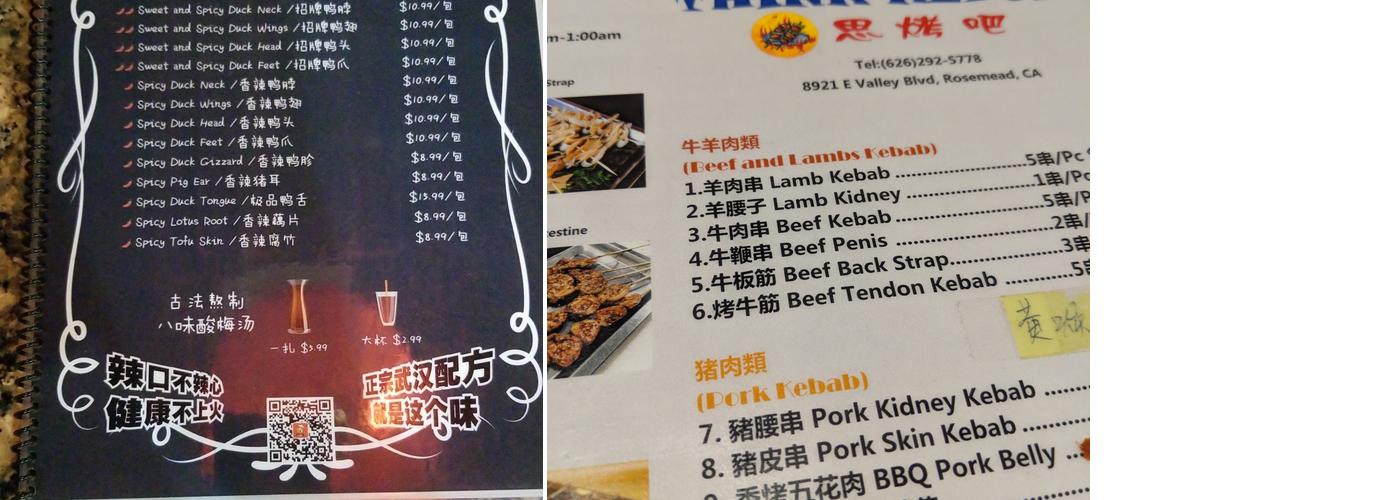 Sweet and Spicy Duck Neck /招牌鸭脖 $10.99/包
Sweet and Spicy Duck Wings /招牌鸭翅 $10.99/包
Sweet and Spicy Duck Head /招牌鸭头 $10.99/包
Sweet and Spicy Duck Feet /招牌鸭爪 $10.99/包
Spicy Duck Neck /香辣鸭脖 $10.99/包
Spicy Duck Wings /香辣鸭翅 $10.99/包
Spicy Duck Head /香辣鸭头 $10.99/包
Spicy Duck Feet /香辣鸭爪 $10.99/包
Spicy Duck Gizzard /香辣鸭胗 $8.99/包
Spicy Pig Ear /香辣猪耳 $8.99/包
Spicy Duck Tongue /极品鸭舌 $15.99/包
Spicy Lotus Root /香辣藕片 $8.99/包
Spicy Tofu Skin /香辣腐竹 $8.99/包
古法熬制
八味酸梅汤
一扎 $5.99
大杯 $2.99
辣口不辣心
健康不上火
正宗武汉配方
就是这个味
m-1:00am
Strap
estine
思烤吧
Tel:(626)292-5778
8921 E Valley Blvd, Rosemead, CA
牛羊肉類
(Beef and Lambs Kebab)
1.羊肉串 Lamb Kebab ....................5串/Pc
2.羊腰子 Lamb Kidney ....................1串/Pc
3.牛肉串 Beef Kebab ....................5串/P
4.牛鞭串 Beef Penis ....................2串/
5.牛板筋 Beef Back Strap....................3串
6.烤牛筋 Beef Tendon Kebab ............5串
猪肉類
(Pork Kebab)
7. 豬腰串 Pork Kidney Kebab ......
8. 豬皮串 Pork Skin Kebab ..........
9. 香烤五花肉 BBQ Pork Belly ...